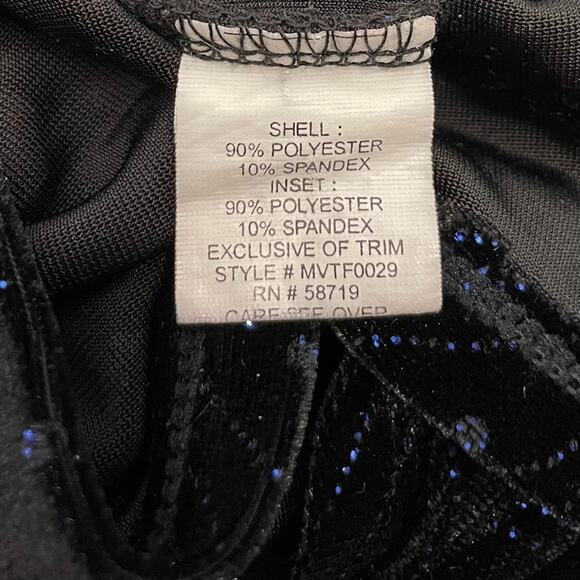 SHELL :
90% POLYESTER
10% SPANDEX
INSET :
90% POLYESTER
10% SPANDEX
EXCLUSIVE OF TRIM
STYLE # MVTF0029
RN # 58719
CARE SEE OVER